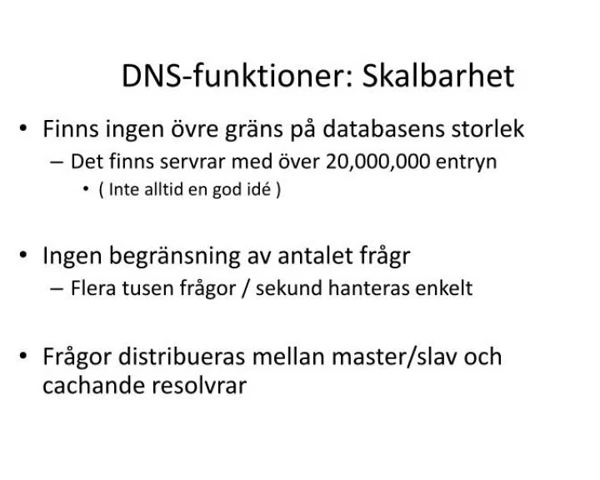 DNS-funktioner: Skalbarhet
• Finns ingen övre gräns på databasens storlek
– Det finns servrar med över 20,000,000 entryn
• ( Inte alltid en god idé )
• Ingen begränsning av antalet frågr
– Flera tusen frågor / sekund hanteras enkelt
• Frågor distribueras mellan master/slav och
cachande resolvrar